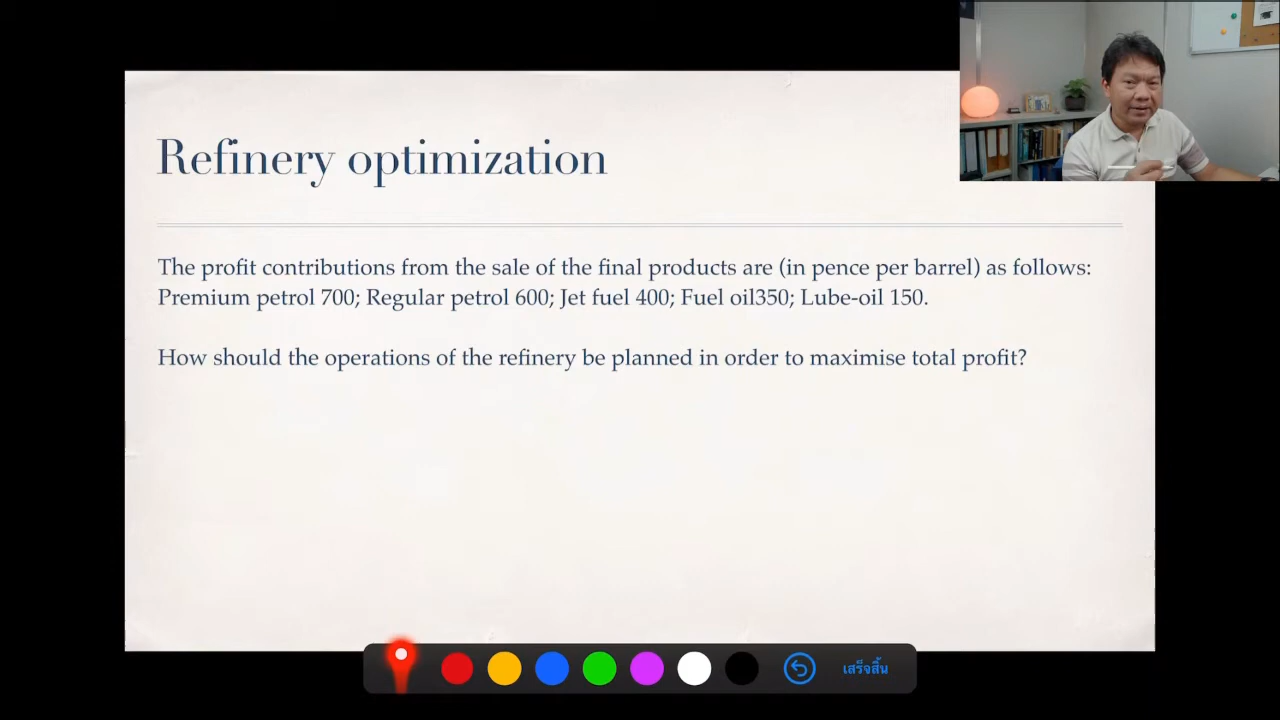 Refinery optimization
The profit contributions from the sale of the final products are (in pence per barrel) as follows:
Premium petrol 700; Regular petrol 600; Jet fuel 400; Fuel oil350; Lube-oil 150.
How should the operations of the refinery be planned in order to maximise total profit?
เสร็จสิ้น